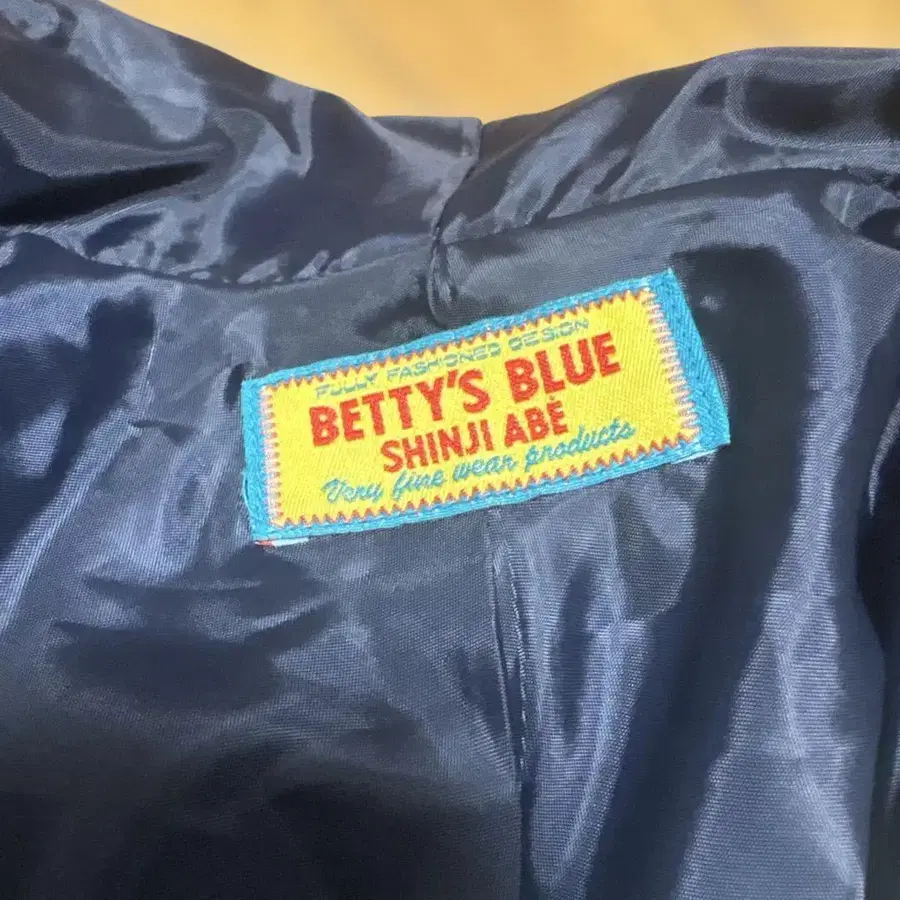 FULLY FASHIONED DESIGN
BETTY'S BLUE
SHINJI ABÈ
Very fine wear products